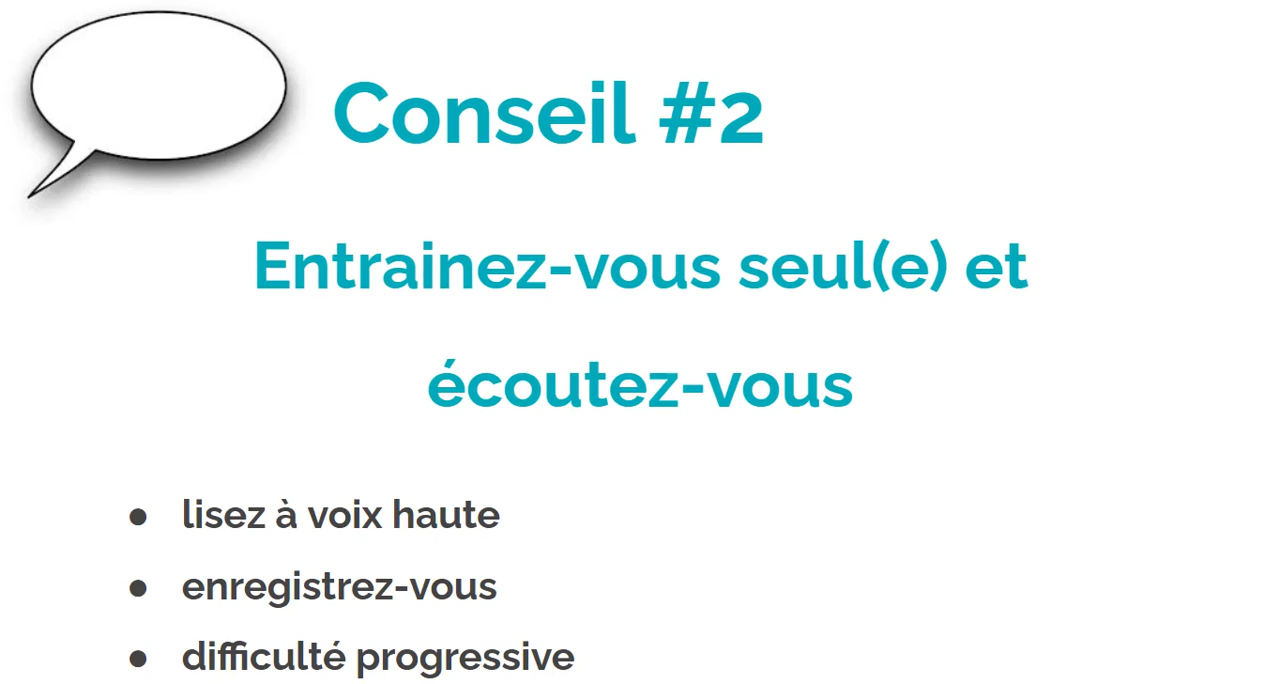 Conseil #2
Entrainez-vous seul(e) et
écoutez-vous
● lisez à voix haute
● enregistrez-vous
● difficulté progressive